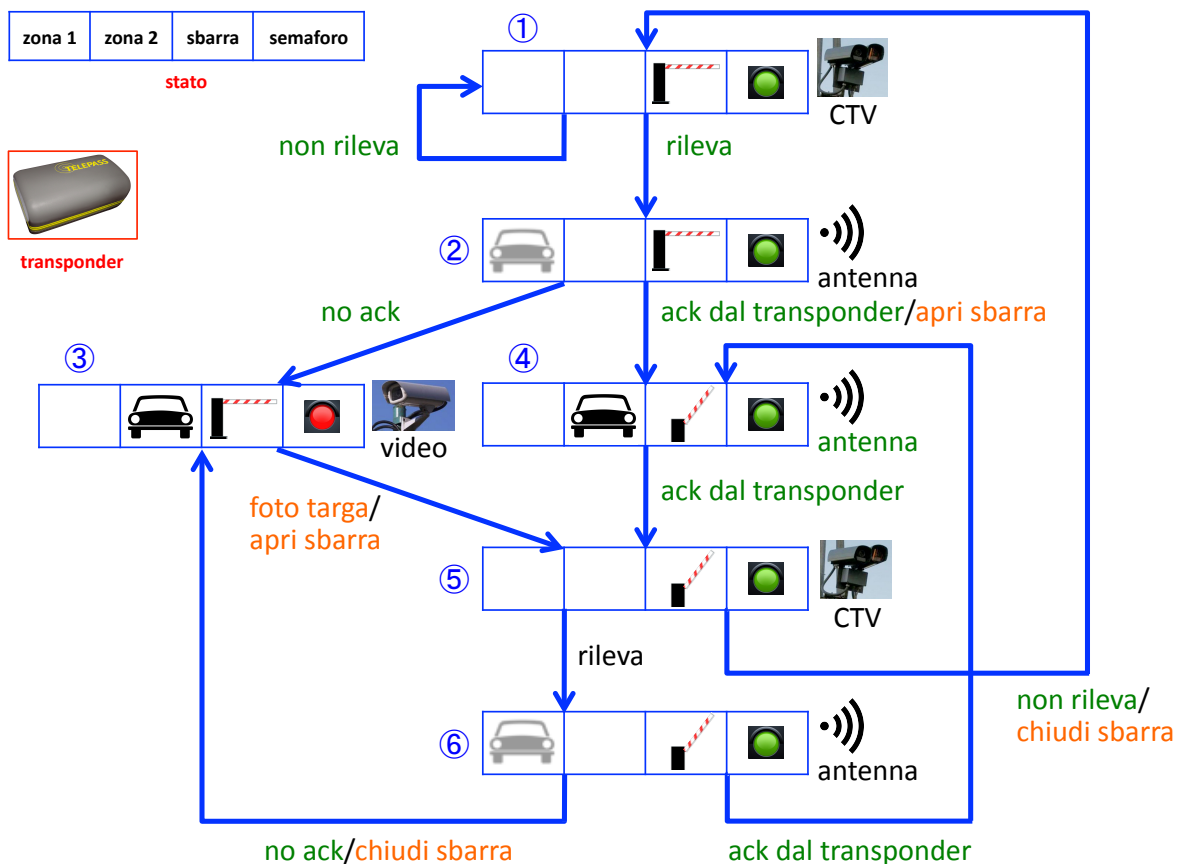 zona 1 zona 2 sbarra semaforo
stato
①
CTV
non rileva
rileva
TELEPASS
transponder
②
antenna
no ack
ack dal transponder/apri sbarra
③
④
video
antenna
foto targa/
apri sbarra
ack dal transponder
⑤
CTV
rileva
non rileva/
chiudi sbarra
⑥
antenna
no ack/chiudi sbarra
ack dal transponder